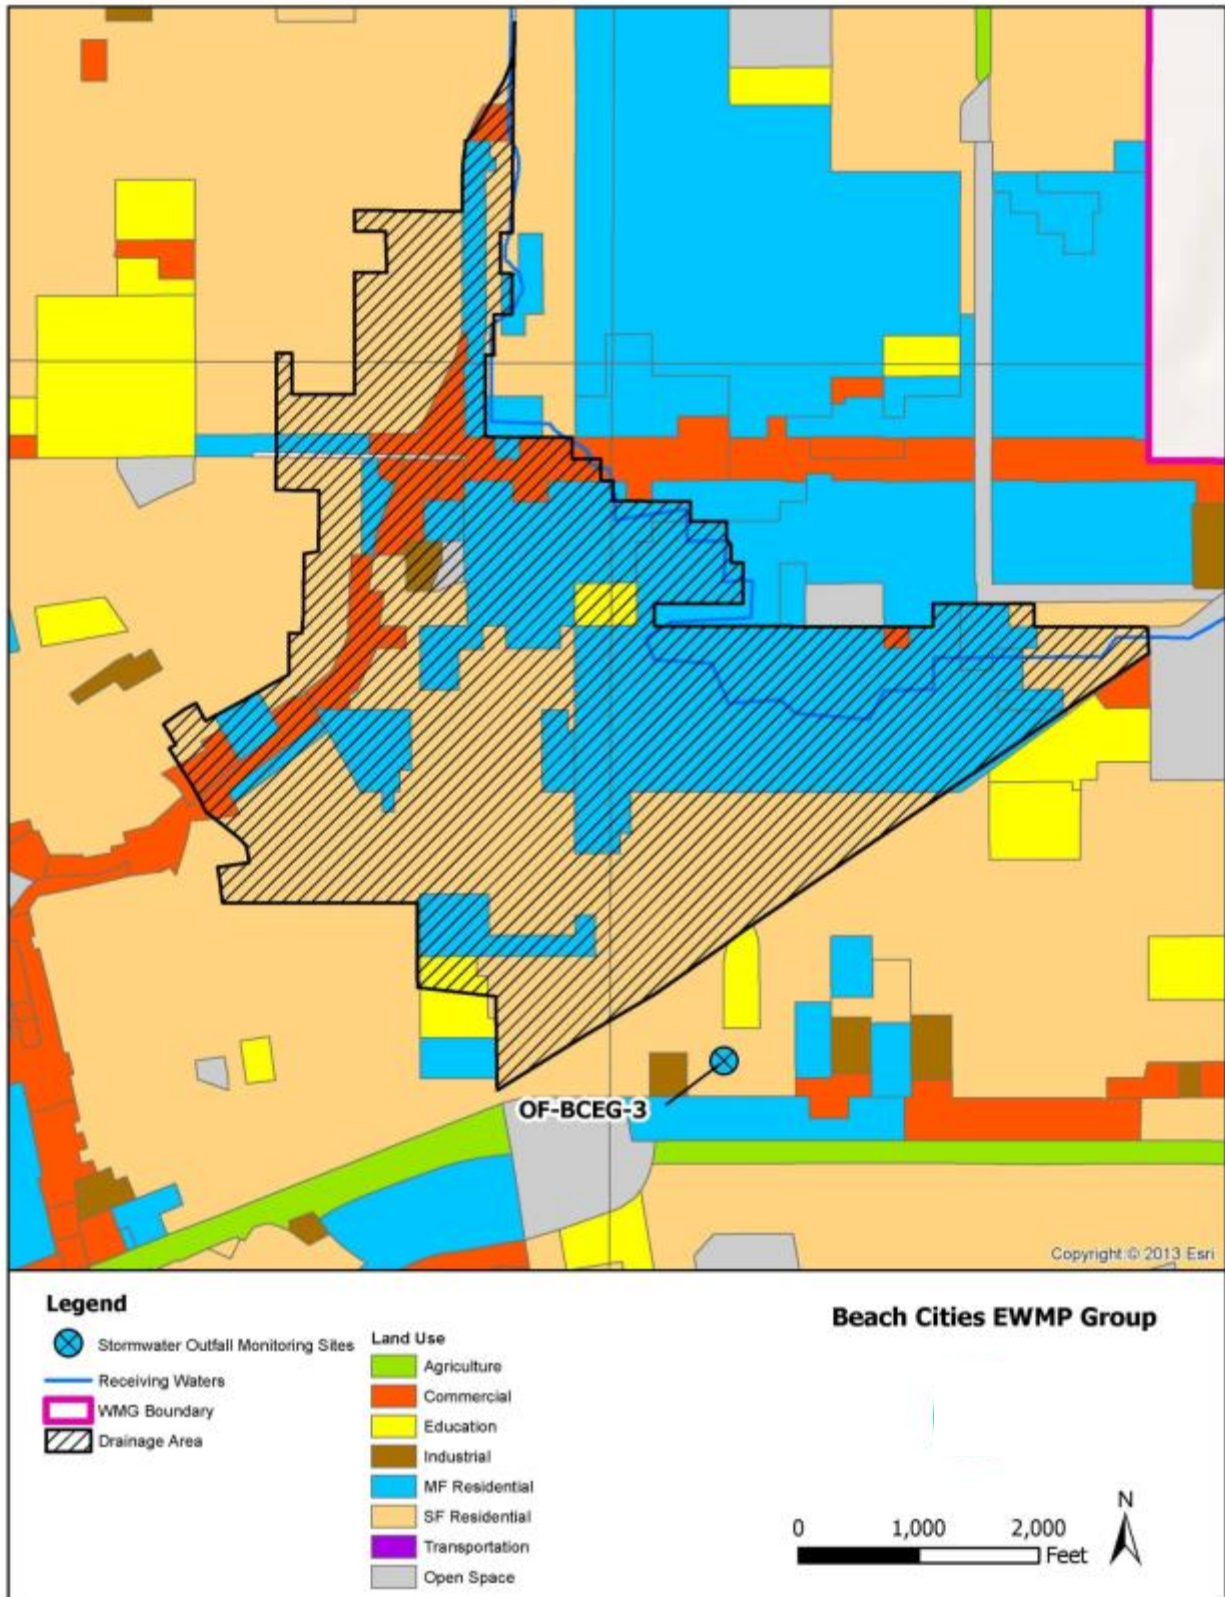 OF-BCEG-3
Copyright:© 2013 Esri
Legend
Stormwater Outfall Monitoring Sites
Receiving Waters
WMG Boundary
Drainage Area
Land Use
Agriculture
Commercial
Education
Industrial
MF Residential
SF Residential
Transportation
Open Space
Beach Cities EWMP Group
N
0 1,000 2,000
Feet